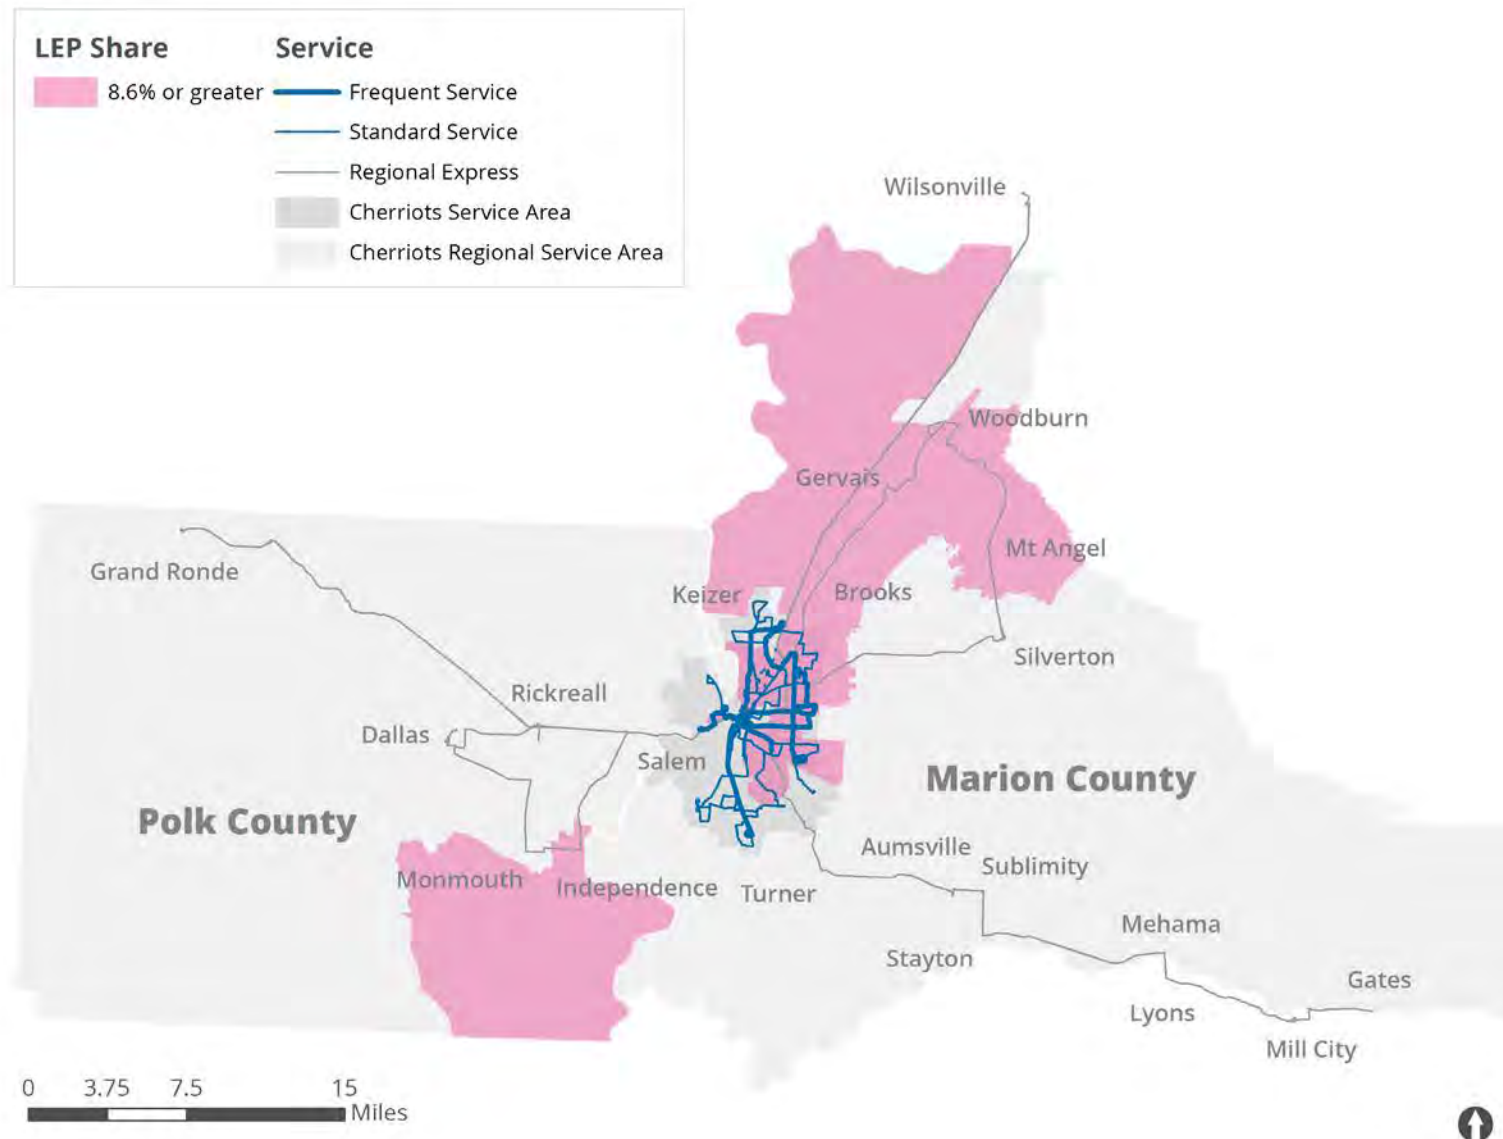 LEP Share
8.6% or greater
Service
Frequent Service
Standard Service
Regional Express
Cherriots Service Area
Cherriots Regional Service Area
Wilsonville
Woodburn
Gervais
Mt Angel
Grand Ronde
Keizer
Brooks
Silverton
Rickreall
Dallas
Salem
Marion County
Polk County
Aumsville
Sublimity
Monmouth
Independence
Turner
Mehama
Stayton
Gates
Lyons
Mill City
0 3.75 7.5 15
Miles